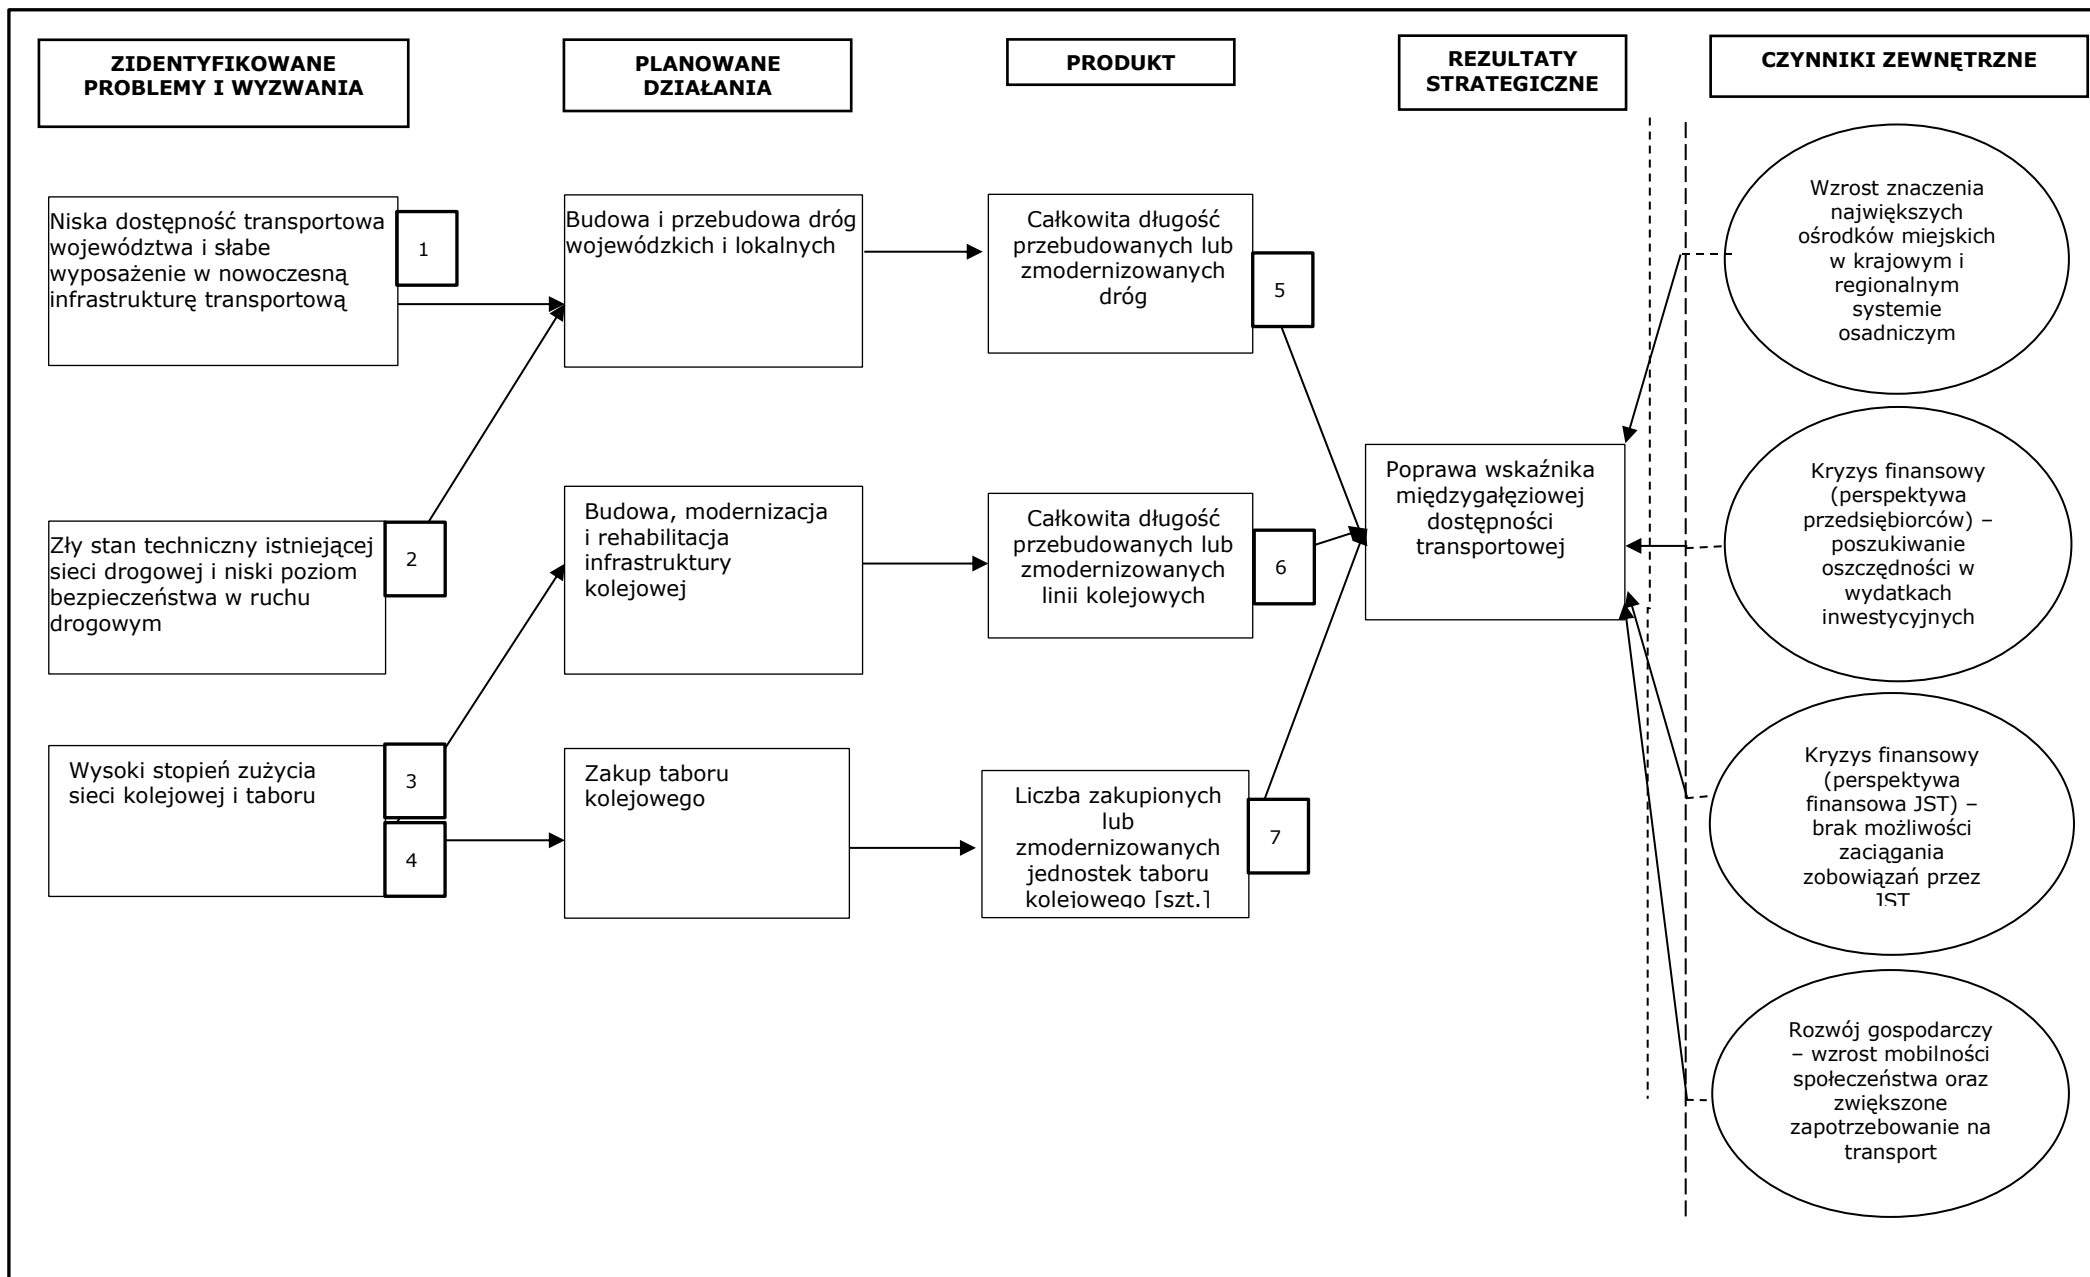 ZIDENTYFIKOWANE
PROBLEMY I WYZWANIA
PLANOWANE
DZIAŁANIA
PRODUKT
REZULTATY
STRATEGICZNE
CZYNNIKI ZEWNĘTRZNE
Niska dostępność transportowa
województwa i słabe
wyposażenie w nowoczesną
infrastrukturę transportową
1
Budowa i przebudowa dróg
wojewódzkich i lokalnych
Całkowita długość
przebudowanych lub
zmodernizowanych
dróg
5
Wzrost znaczenia
największych
ośrodków miejskich
w krajowym i
regionalnym
systemie
osadniczym
Zły stan techniczny istniejącej
sieci drogowej i niski poziom
bezpieczeństwa w ruchu
drogowym
2
Budowa, modernizacja
i rehabilitacja
infrastruktury
kolejowej
Całkowita długość
przebudowanych lub
zmodernizowanych
linii kolejowych
6
Poprawa wskaźnika
międzygałęziowej
dostępności
transportowej
Kryzys finansowy
(perspektywa
przedsiębiorców) –
poszukiwanie
oszczędności w
wydatkach
inwestycyjnych
Wysoki stopień zużycia
sieci kolejowej i taboru
3
4
Zakup taboru
kolejowego
Liczba zakupionych
lub
zmodernizowanych
jednostek taboru
kolejowego [szt.]
7
Kryzys finansowy
(perspektywa
finansowa JST) –
brak możliwości
zaciągania
zobowiązań przez
JST
Rozwój gospodarczy
– wzrost mobilności
społeczeństwa oraz
zwiększone
zapotrzebowanie na
transport